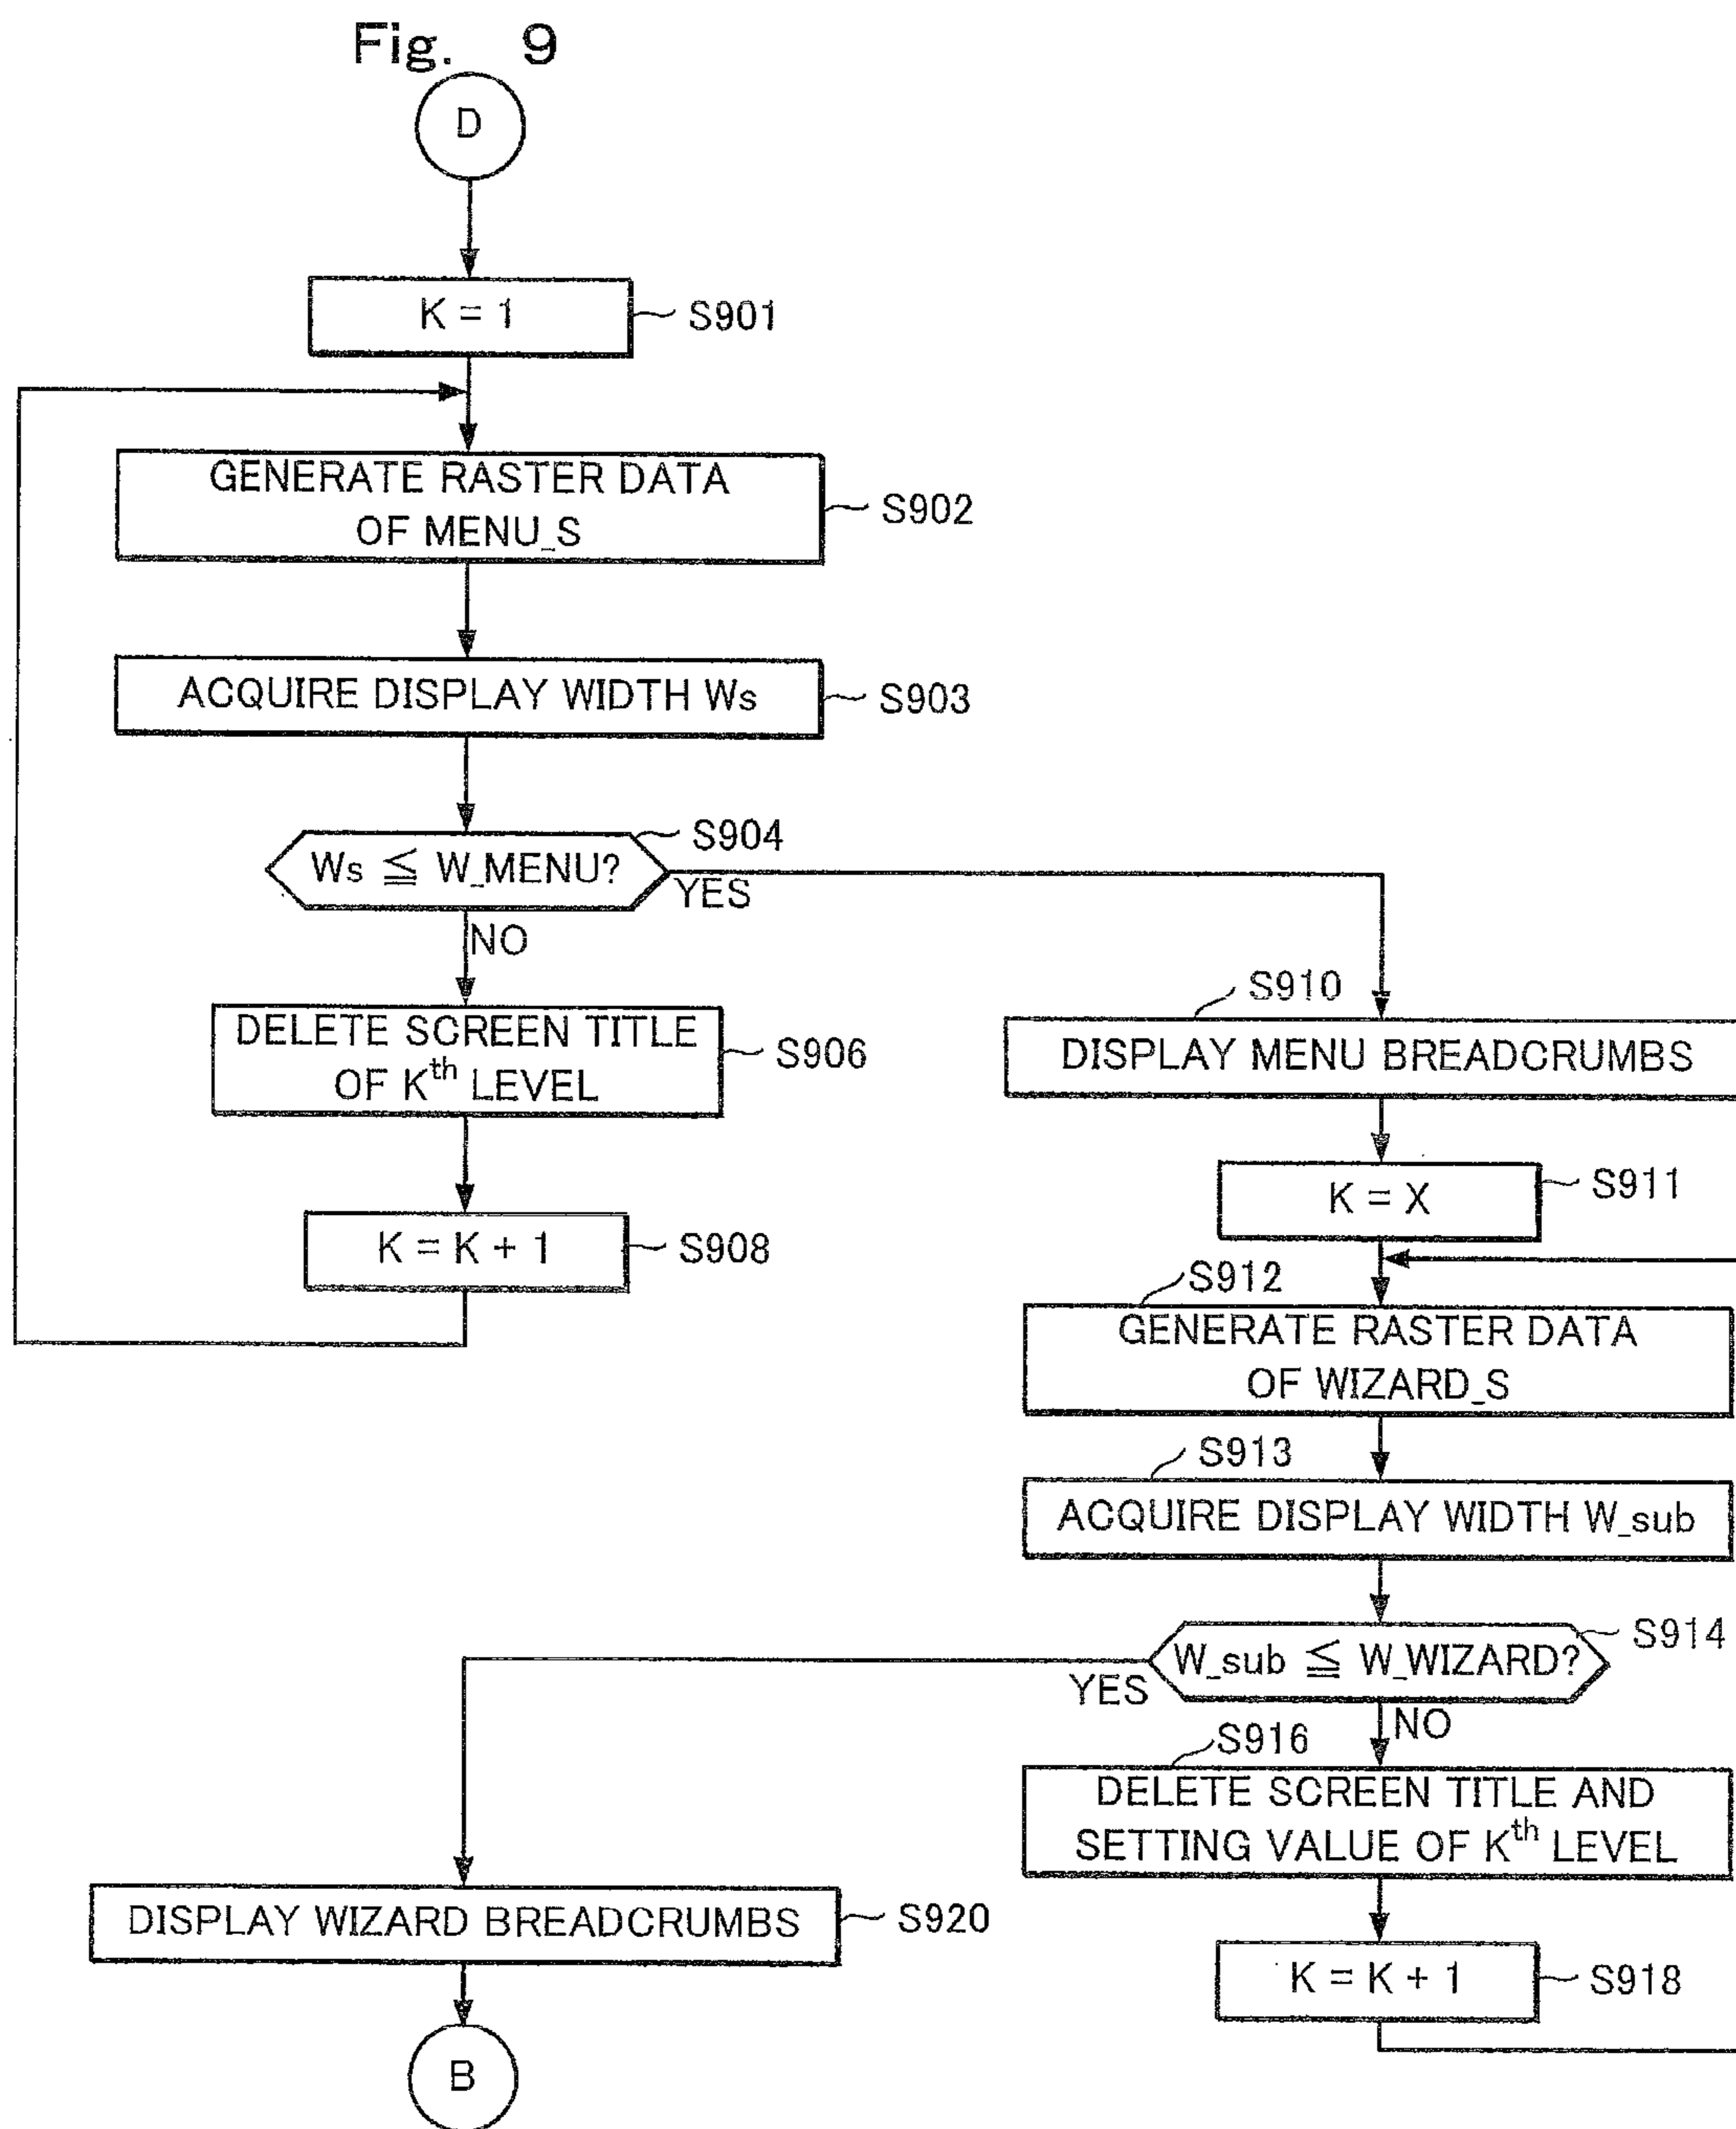 Fig. 9
D
K = 1
S901
GENERATE RASTER DATA
OF MENU_S
S902
ACQUIRE DISPLAY WIDTH Ws
S903
S904
Ws ≦ W_MENU?
YES
NO
DELETE SCREEN TITLE
OF Kth LEVEL
S906
K = K + 1
S908
S910
DISPLAY MENU BREADCRUMBS
K = X
S911
S912
GENERATE RASTER DATA
OF WIZARD_S
S913
ACQUIRE DISPLAY WIDTH W_sub
S914
W_sub ≦ W_WIZARD?
YES
NO
S916
DELETE SCREEN TITLE AND
SETTING VALUE OF Kth LEVEL
K = K + 1
S918
DISPLAY WIZARD BREADCRUMBS
S920
B